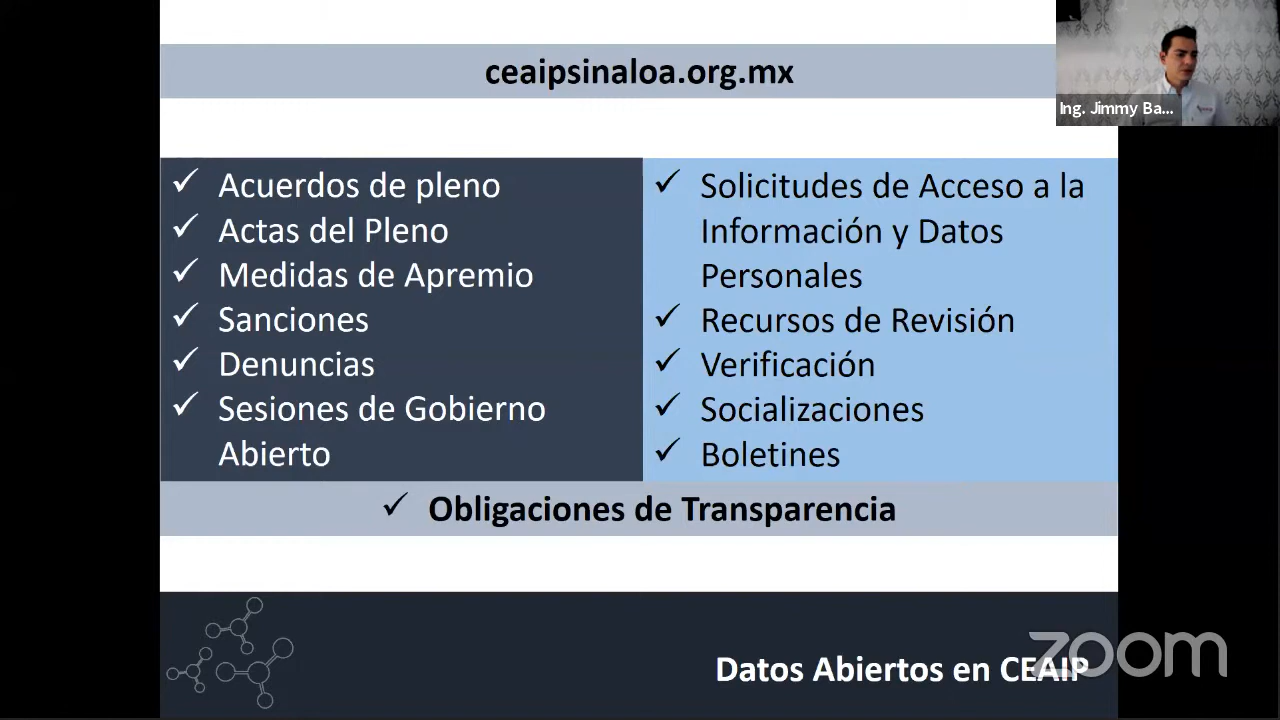 ceaipsinaloa.org.mx
Ing. Jimmy Ba...
✓ Acuerdos de pleno
✓ Actas del Pleno
✓ Medidas de Apremio
✓ Sanciones
✓ Denuncias
✓ Sesiones de Gobierno
Abierto
✓ Solicitudes de Acceso a la
Información y Datos
Personales
✓ Recursos de Revisión
✓ Verificación
✓ Socializaciones
✓ Boletines
✓ Obligaciones de Transparencia
Datos Abiertos en CEAIP
zoom